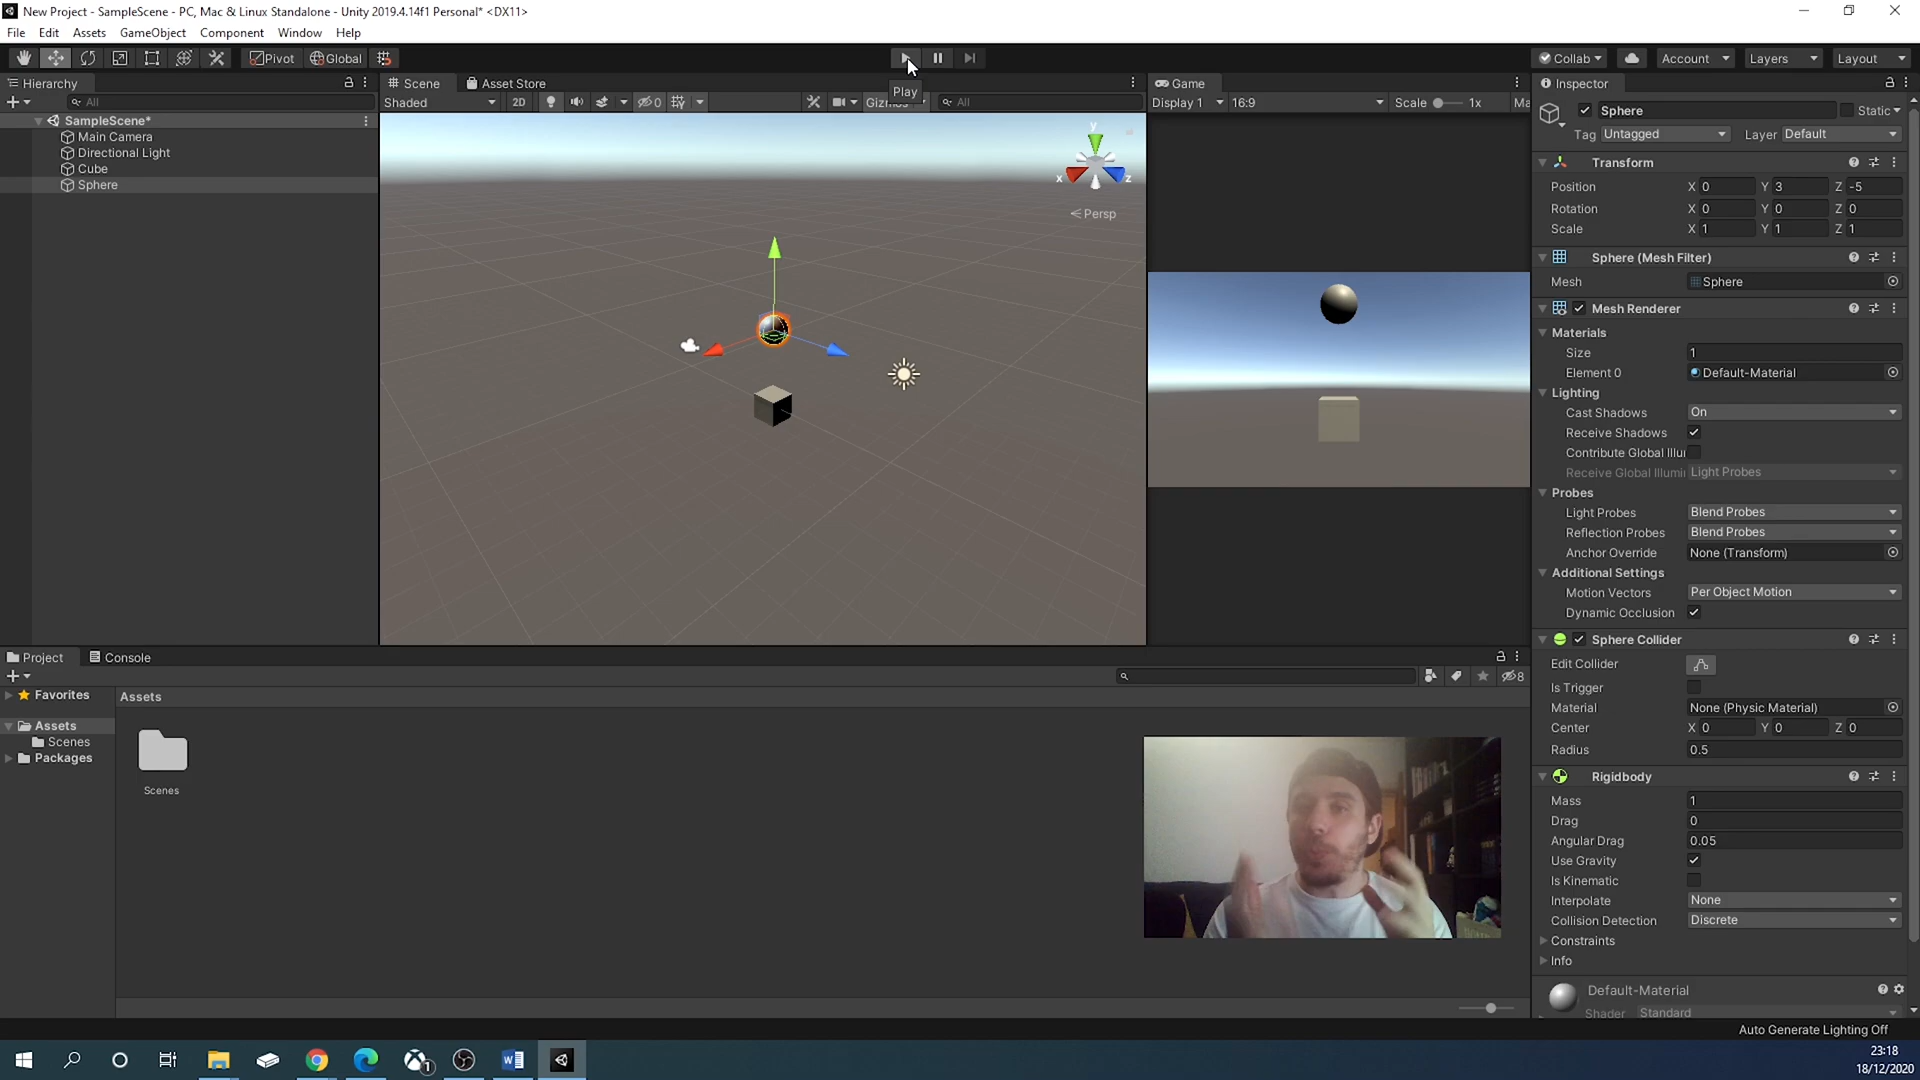 New Project - SampleScene - PC, Mac & Linux Standalone - Unity 2019.4.14f1 Personal* <DX11>
File Edit Assets GameObject Component Window Help
Pivot Global Collab Account Layers Layout
Hierarchy Scene Asset Store Game Inspector
Play
All Shaded 2D 0 Gizmos All Display 1 16:9 Scale 1x Ma
Sphere Static
Tag Untagged Layer Default
SampleScene*
Main Camera
Directional Light
Cube
Sphere
y
x z
Persp
Transform
Position X 0 Y 3 Z -5
Rotation X 0 Y 0 Z 0
Scale X 1 Y 1 Z 1
Sphere (Mesh Filter)
Mesh Sphere
Mesh Renderer
Materials
Size 1
Element 0 Default-Material
Lighting
Cast Shadows On
Receive Shadows
Contribute Global Illu
Receive Global Illumi Light Probes
Probes
Light Probes Blend Probes
Reflection Probes Blend Probes
Anchor Override None (Transform)
Additional Settings
Motion Vectors Per Object Motion
Dynamic Occlusion
Sphere Collider
Edit Collider
Is Trigger
Material None (Physic Material)
Center X 0 Y 0 Z 0
Radius 0.5
Rigidbody
Mass 1
Drag 0
Angular Drag 0.05
Use Gravity
Is Kinematic
Interpolate None
Collision Detection Discrete
Constraints
Info
Default-Material
Shader Standard
Project Console
8
Favorites
Assets
Scenes
Packages
Assets
Scenes
Auto Generate Lighting Off
1
23:18
18/12/2020